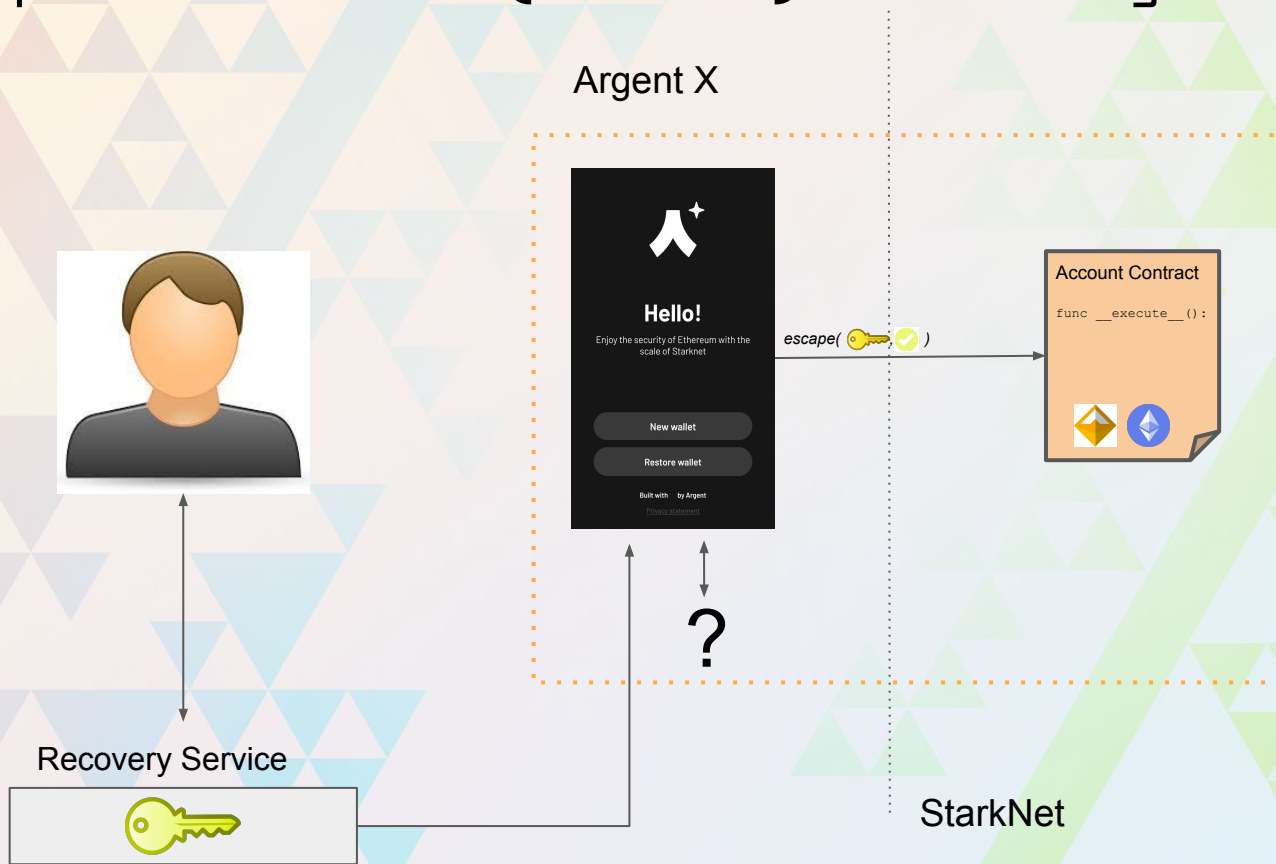 Argent X
Hello!
Enjoy the security of Ethereum with the
scale of Starknet
New wallet
Restore wallet
Built with by Argent
Privacy statement
escape( , )
Account Contract
func __execute__():
?
Recovery Service
StarkNet